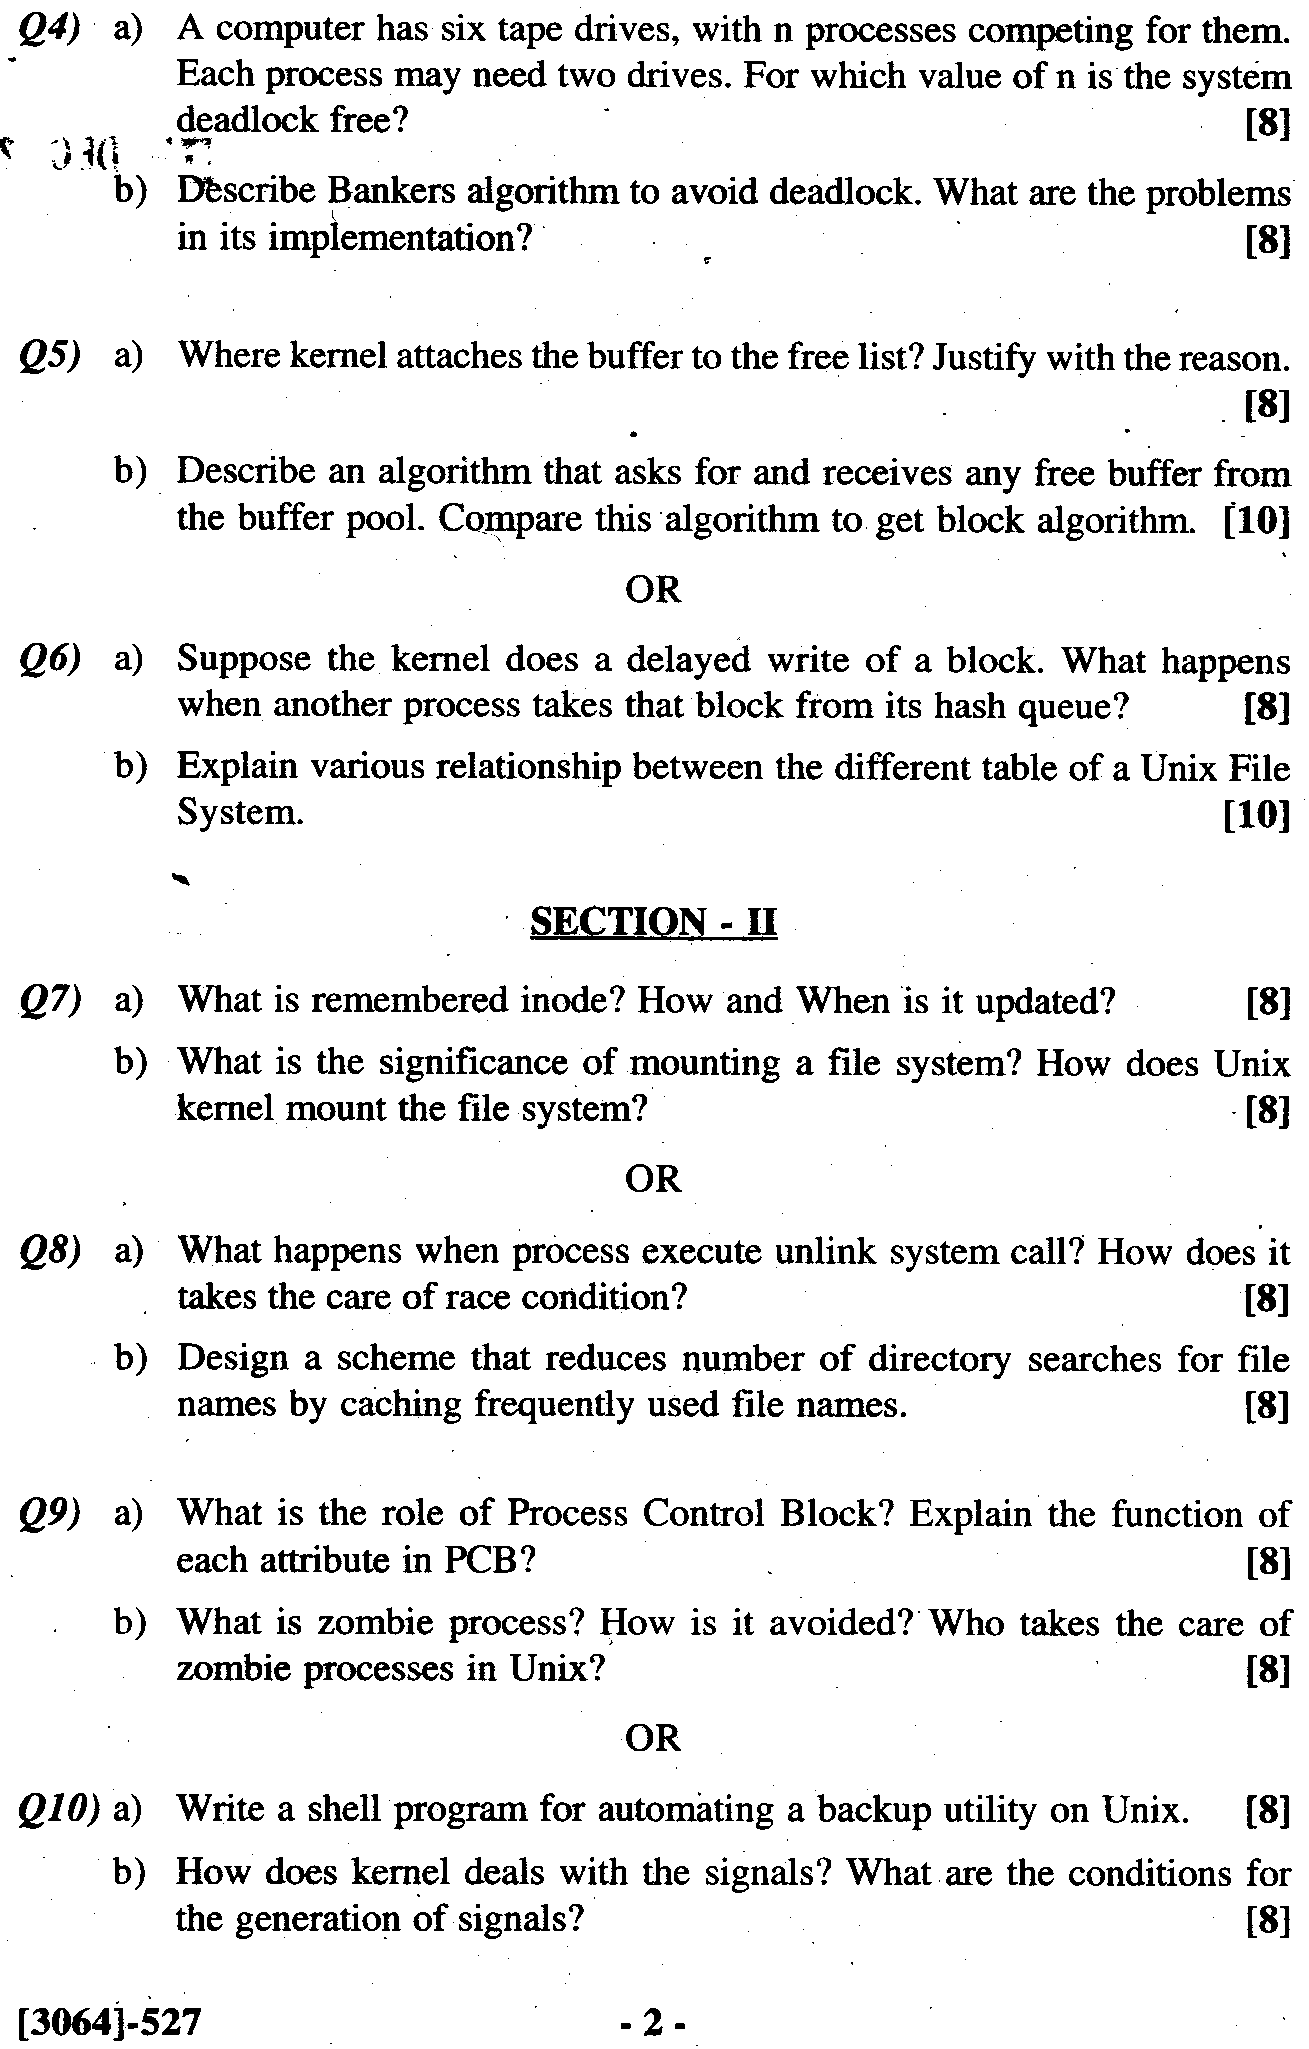 Q4) a) A computer has six tape drives, with n processes competing for them.
Each process may need two drives. For which value of n is the system
deadlock free? [8]
b) Describe Bankers algorithm to avoid deadlock. What are the problems
in its implementation? [8]
Q5) a) Where kernel attaches the buffer to the free list? Justify with the reason.
[8]
b) Describe an algorithm that asks for and receives any free buffer from
the buffer pool. Compare this algorithm to get block algorithm. [10]
OR
Q6) a) Suppose the kernel does a delayed write of a block. What happens
when another process takes that block from its hash queue? [8]
b) Explain various relationship between the different table of a Unix File
System. [10]
SECTION - II
Q7) a) What is remembered inode? How and When is it updated? [8]
b) What is the significance of mounting a file system? How does Unix
kernel mount the file system? [8]
OR
Q8) a) What happens when process execute unlink system call? How does it
takes the care of race condition? [8]
b) Design a scheme that reduces number of directory searches for file
names by caching frequently used file names. [8]
Q9) a) What is the role of Process Control Block? Explain the function of
each attribute in PCB? [8]
b) What is zombie process? How is it avoided? Who takes the care of
zombie processes in Unix? [8]
OR
Q10) a) Write a shell program for automating a backup utility on Unix. [8]
b) How does kernel deals with the signals? What are the conditions for
the generation of signals? [8]
[3064]-527 - 2 -